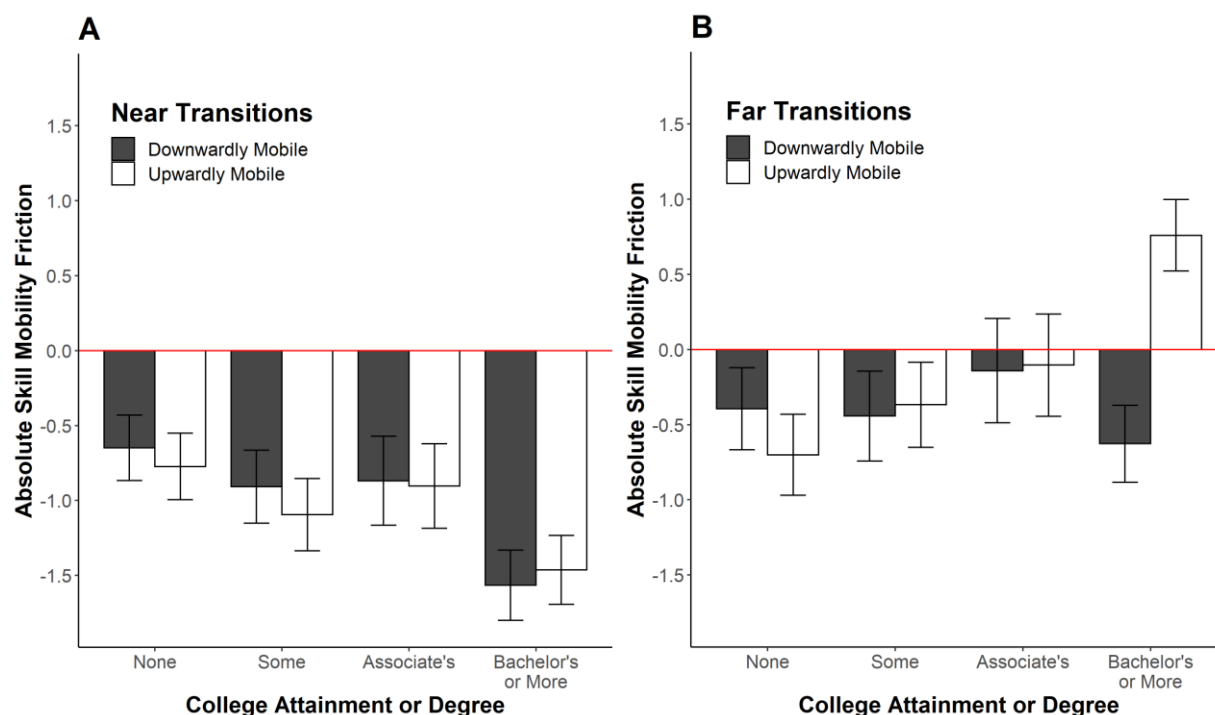 A
Near Transitions
Downwardly Mobile
Upwardly Mobile
Absolute Skill Mobility Friction
1.5
1.0
0.5
0.0
-0.5
-1.0
-1.5
None
Some
Associate's
Bachelor's
or More
College Attainment or Degree
B
Far Transitions
Downwardly Mobile
Upwardly Mobile
Absolute Skill Mobility Friction
1.5
1.0
0.5
0.0
-0.5
-1.0
-1.5
None
Some
Associate's
Bachelor's
or More
College Attainment or Degree